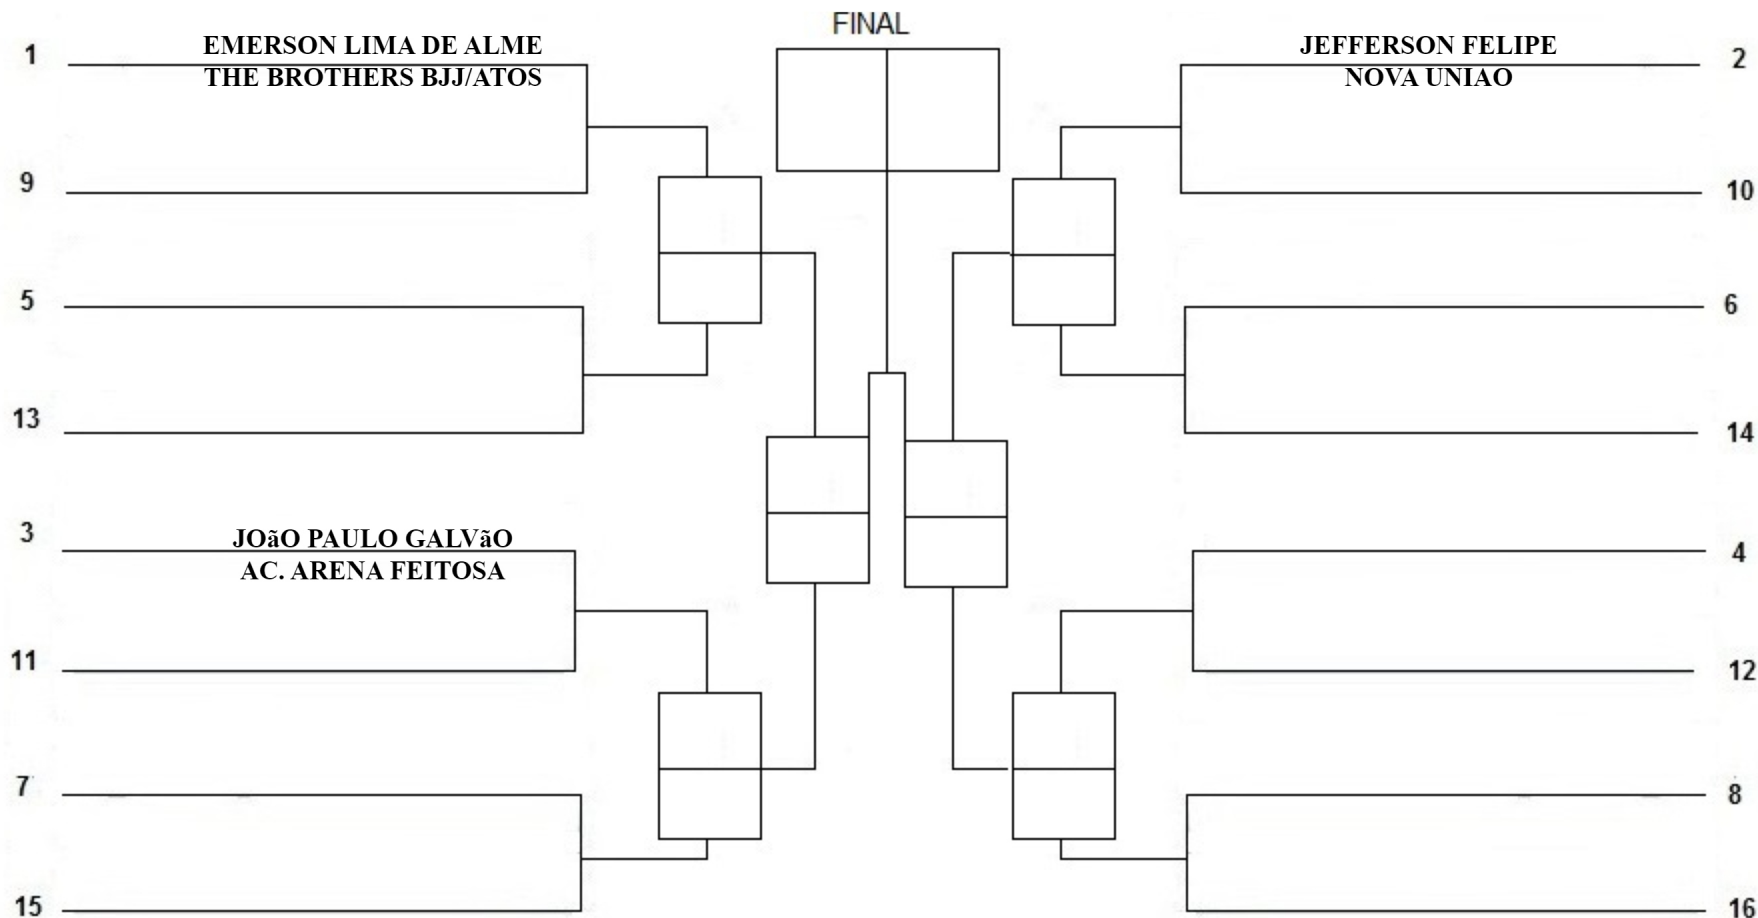 FINAL
1
EMERSON LIMA DE ALME
THE BROTHERS BJJ/ATOS
JEFFERSON FELIPE
NOVA UNIAO
2
9
10
5
6
13
14
3
JOãO PAULO GALVãO
AC. ARENA FEITOSA
4
11
12
7
8
15
16